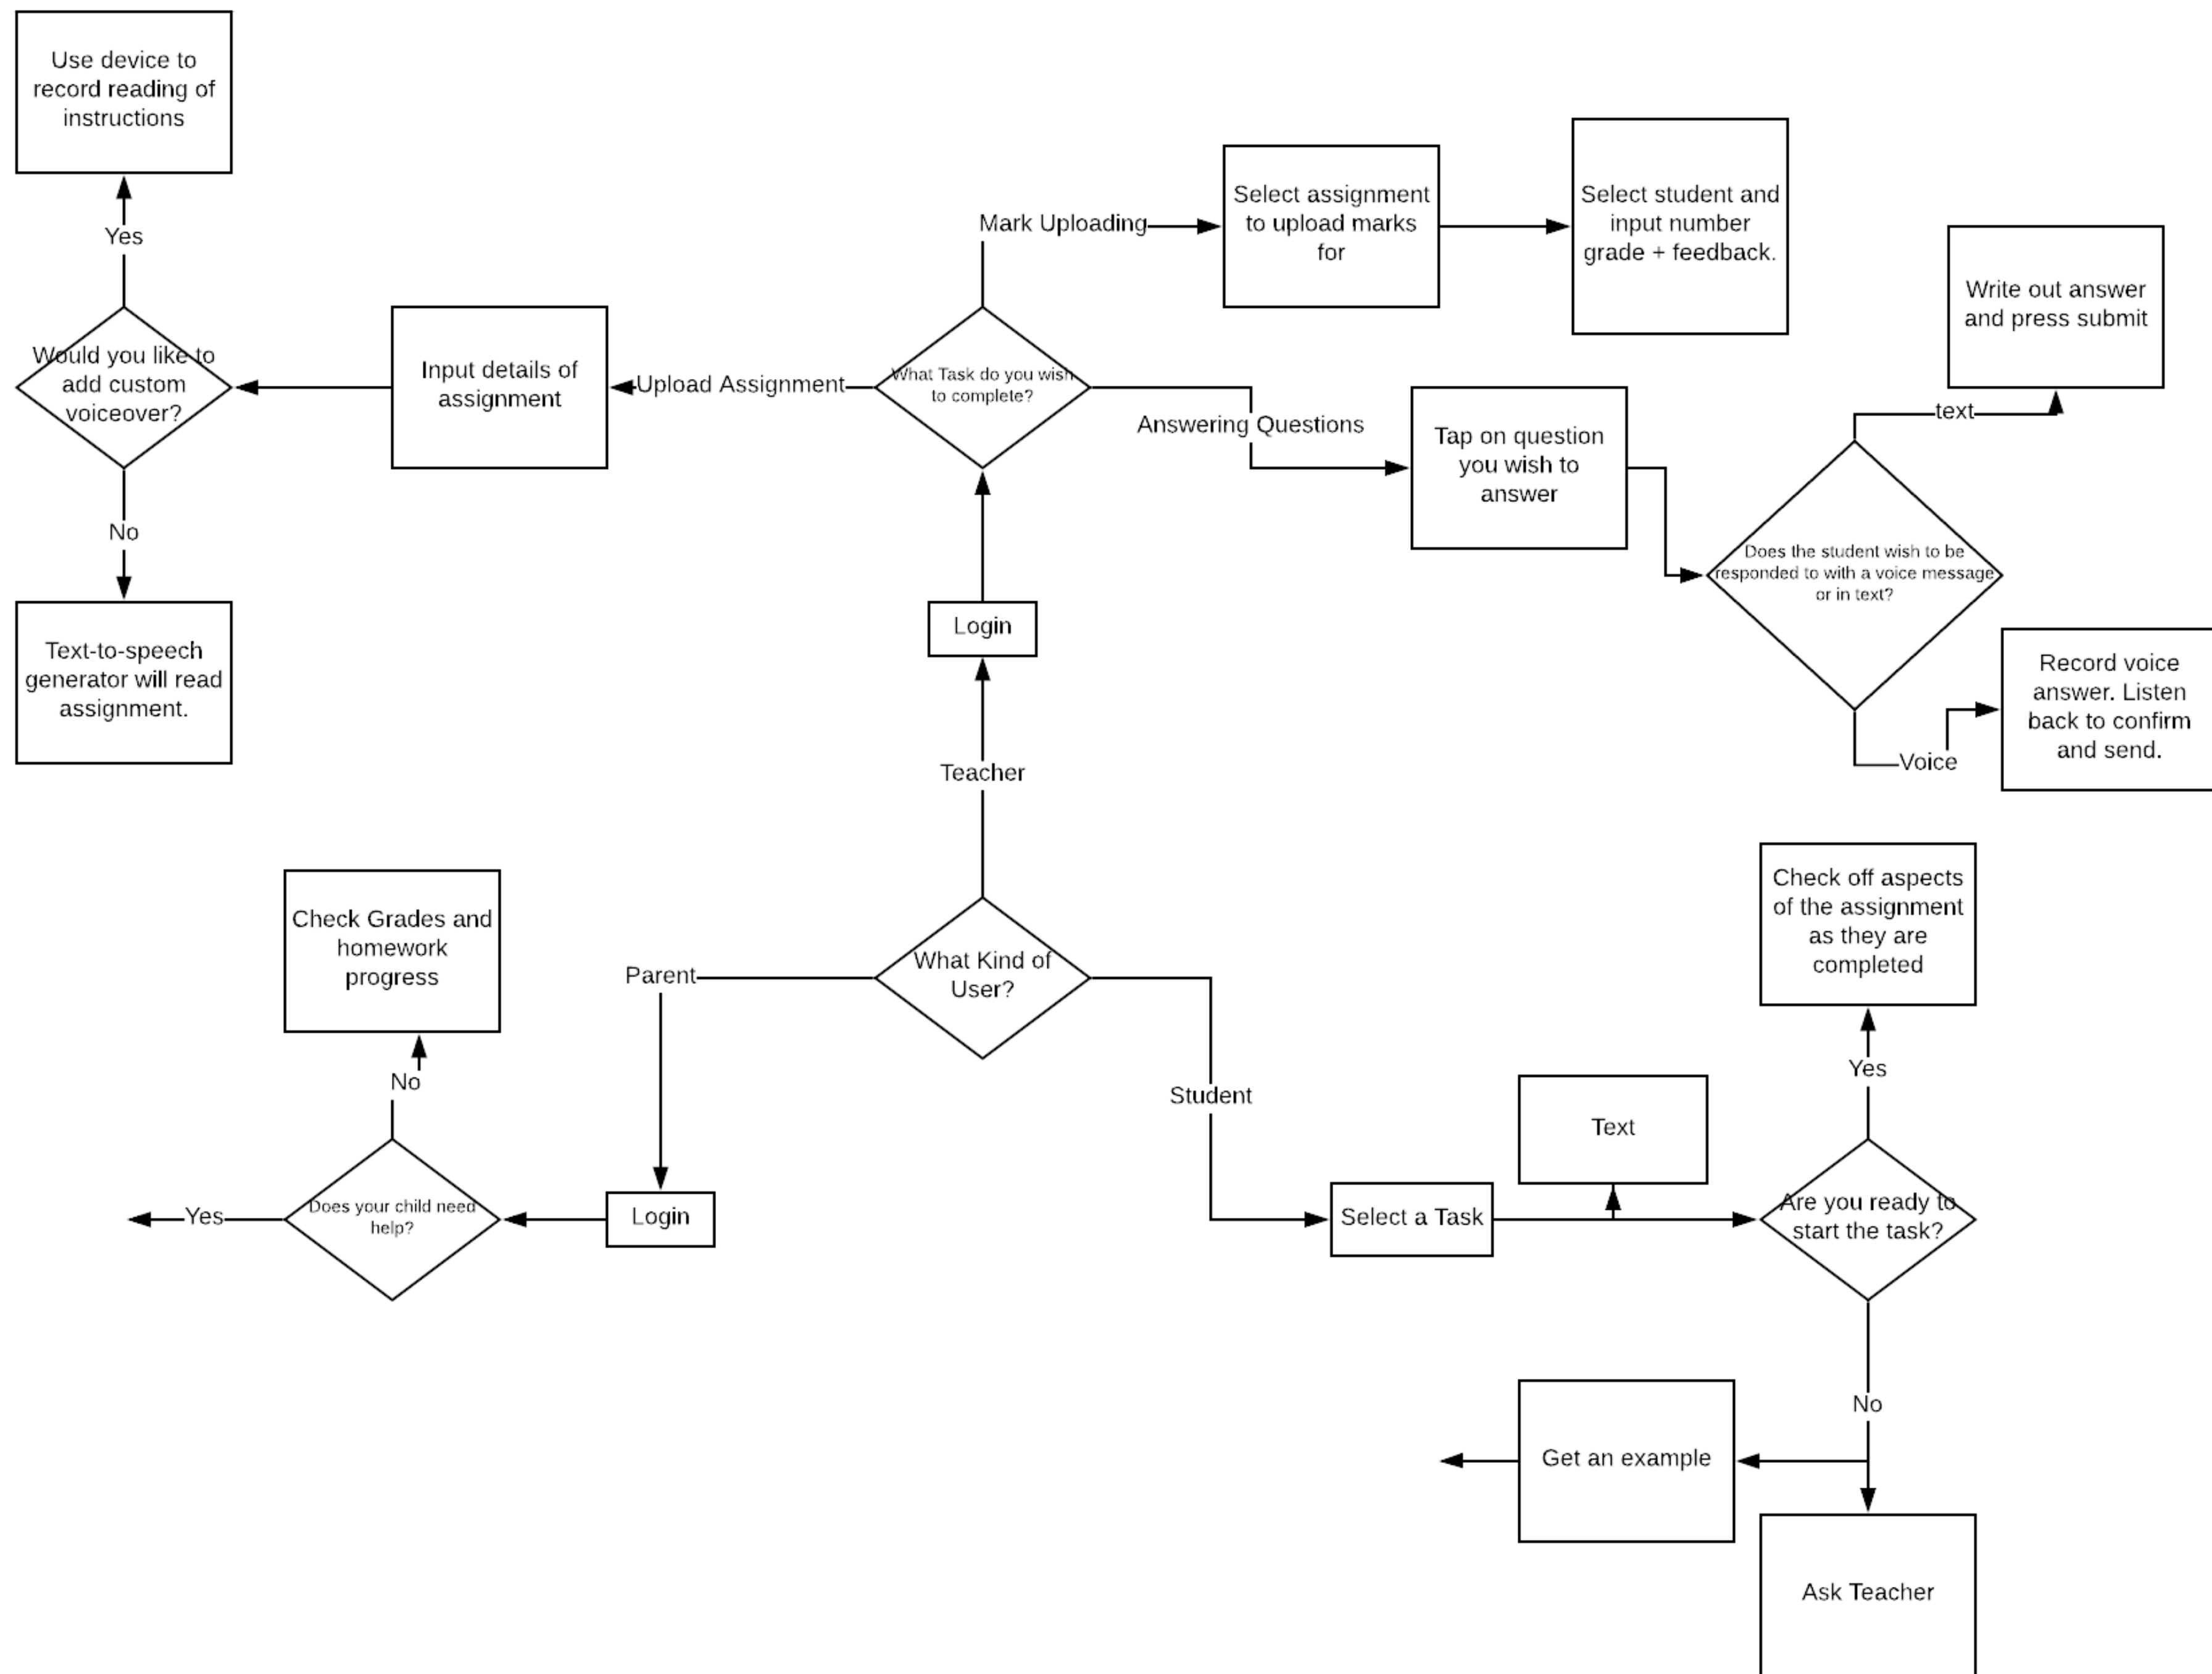 Use device to
record reading of
instructions
Yes
Would you like to
add custom
voiceover?
No
Text-to-speech
generator will read
assignment.
Input details of
assignment
Upload Assignment
What Task do you wish
to complete?
Mark Uploading
Select assignment
to upload marks
for
Select student and
input number
grade + feedback.
Answering Questions
Tap on question
you wish to
answer
Does the student wish to be
responded to with a voice message
or in text?
text
Write out answer
and press submit
Voice
Record voice
answer. Listen
back to confirm
and send.
Login
Teacher
What Kind of
User?
Parent
Login
Does your child need
help?
No
Check Grades and
homework
progress
Yes
Student
Select a Task
Text
Are you ready to
start the task?
Yes
Check off aspects
of the assignment
as they are
completed
No
Get an example
Ask Teacher